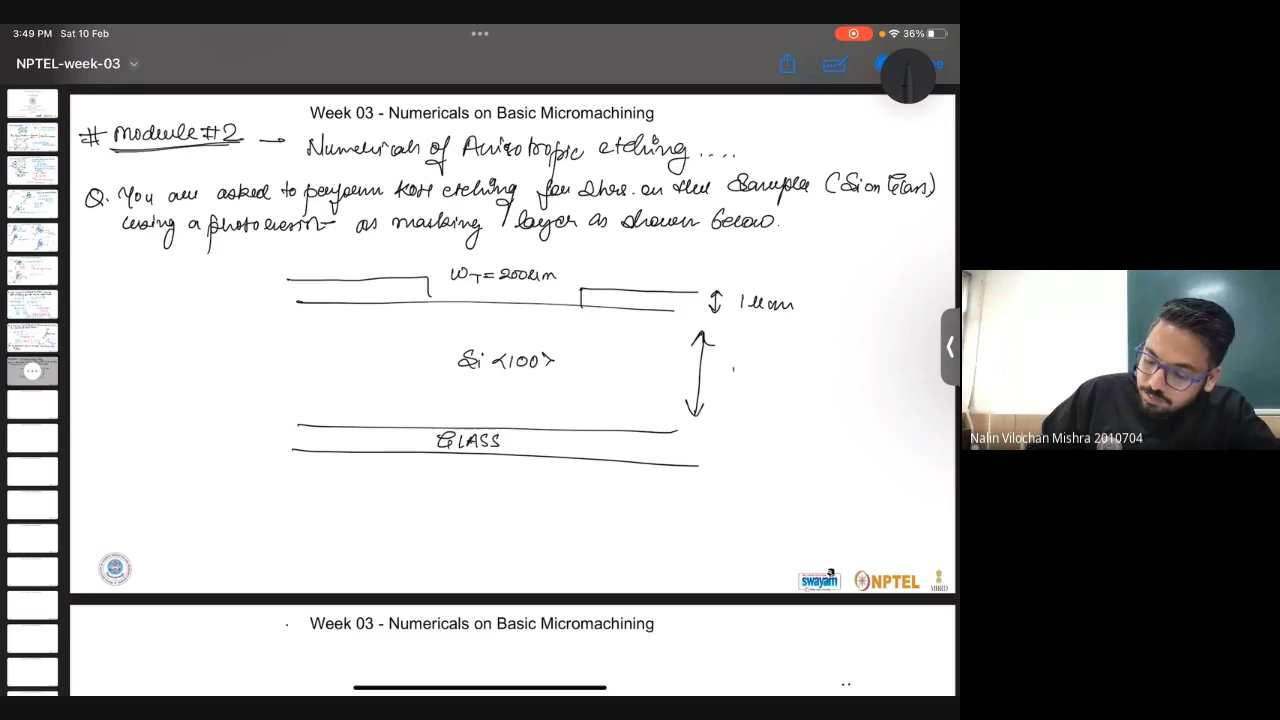 3:49 PM Sat 10 Feb
36%
NPTEL-week-03
Week 03 - Numericals on Basic Micromachining
# Module #2 → Numericals of Anisotropic etching ....
Q. You are asked to perform KOH etching for 2hrs. on the Sample (Si on Glass)
using a photoresist as masking layer as shown below.
WT = 200um
1um
Si <100>
GLASS
swayam
NPTEL
MHRD
Week 03 - Numericals on Basic Micromachining
Nalin Vilochan Mishra 2010704